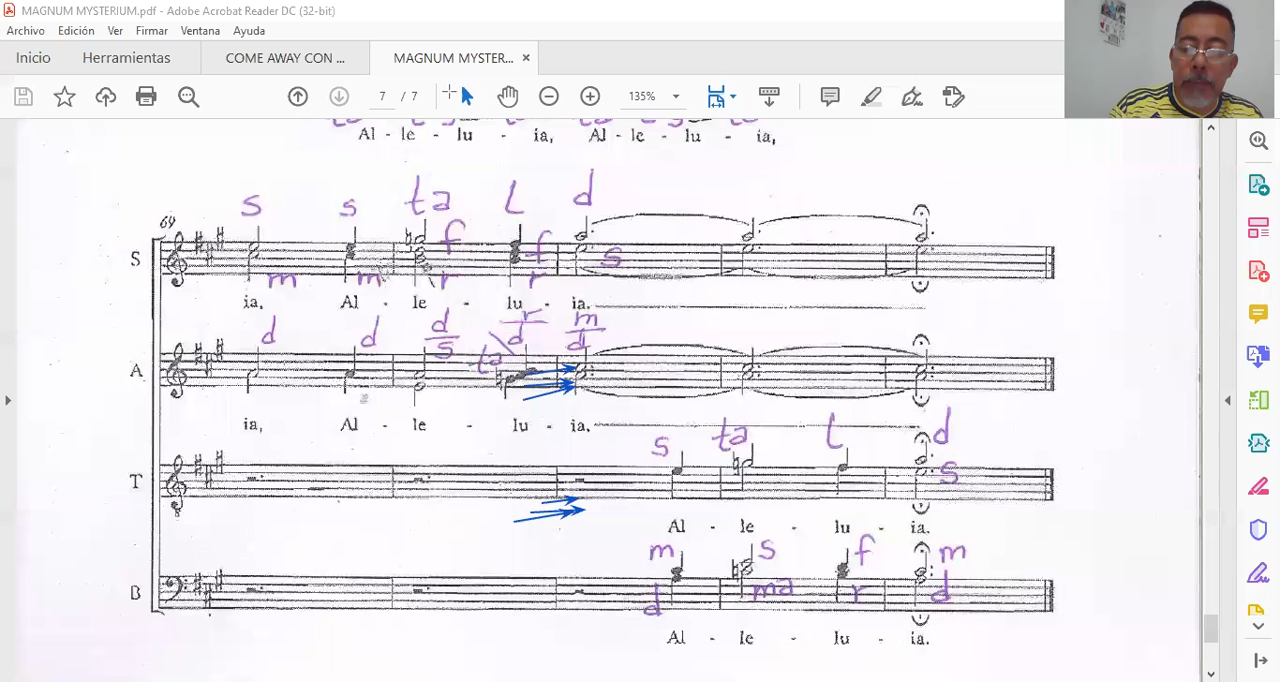 MAGNUM MYSTERIUM.pdf - Adobe Acrobat Reader DC (32-bit)
Archivo Edición Ver Firmar Ventana Ayuda
Inicio Herramientas COME AWAY CON ... MAGNUM MYSTER... ×
7 / 7 135%
Al - le - lu - ia, Al - le - lu - ia,
s s ta l d
64
f f
S s
m m r r
ia. Al - le - lu - ia.
d d d s ta d r m d
A
ia, Al - le - lu - ia.
s ta l d
T s
Al - le - lu - ia.
m s f m
B d ma r d
Al - le - lu - ia.